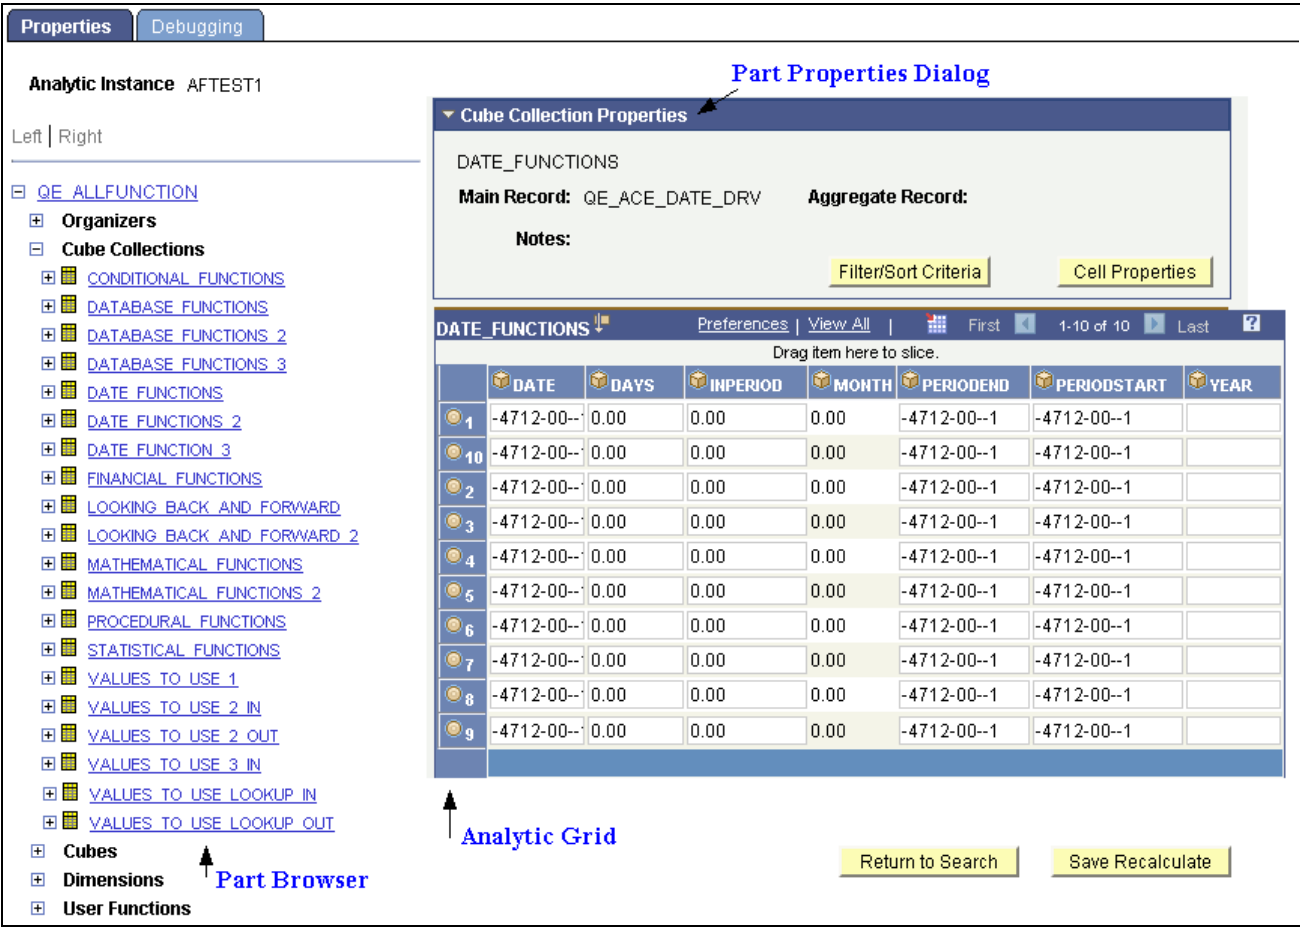 Properties
Debugging
Analytic Instance AFTEST1
Left | Right
QE_ALLFUNCTION
Organizers
Cube Collections
CONDITIONAL_FUNCTIONS
DATABASE_FUNCTIONS
DATABASE_FUNCTIONS_2
DATABASE_FUNCTIONS_3
DATE_FUNCTIONS
DATE_FUNCTIONS_2
DATE_FUNCTION_3
FINANCIAL_FUNCTIONS
LOOKING_BACK_AND_FORWARD
LOOKING_BACK_AND_FORWARD_2
MATHEMATICAL_FUNCTIONS
MATHEMATICAL_FUNCTIONS_2
PROCEDURAL_FUNCTIONS
STATISTICAL_FUNCTIONS
VALUES_TO_USE_1
VALUES_TO_USE_2_IN
VALUES_TO_USE_2_OUT
VALUES_TO_USE_3_IN
VALUES_TO_USE_LOOKUP_IN
VALUES_TO_USE_LOOKUP_OUT
Cubes
Dimensions
User Functions
Part Browser
Part Properties Dialog
Cube Collection Properties
DATE_FUNCTIONS
Main Record: QE_ACE_DATE_DRV Aggregate Record:
Notes:
Filter/Sort Criteria Cell Properties
DATE_FUNCTIONS Preferences | View All | First 1-10 of 10 Last ?
Drag item here to slice.
DATE DAYS INPERIOD MONTH PERIODEND PERIODSTART YEAR
1 -4712-00-- 0.00 0.00 0.00 -4712-00--1 -4712-00--1
10 -4712-00-- 0.00 0.00 0.00 -4712-00--1 -4712-00--1
2 -4712-00-- 0.00 0.00 0.00 -4712-00--1 -4712-00--1
3 -4712-00-- 0.00 0.00 0.00 -4712-00--1 -4712-00--1
4 -4712-00-- 0.00 0.00 0.00 -4712-00--1 -4712-00--1
5 -4712-00-- 0.00 0.00 0.00 -4712-00--1 -4712-00--1
6 -4712-00-- 0.00 0.00 0.00 -4712-00--1 -4712-00--1
7 -4712-00-- 0.00 0.00 0.00 -4712-00--1 -4712-00--1
8 -4712-00-- 0.00 0.00 0.00 -4712-00--1 -4712-00--1
9 -4712-00-- 0.00 0.00 0.00 -4712-00--1 -4712-00--1
Analytic Grid
Return to Search Save Recalculate